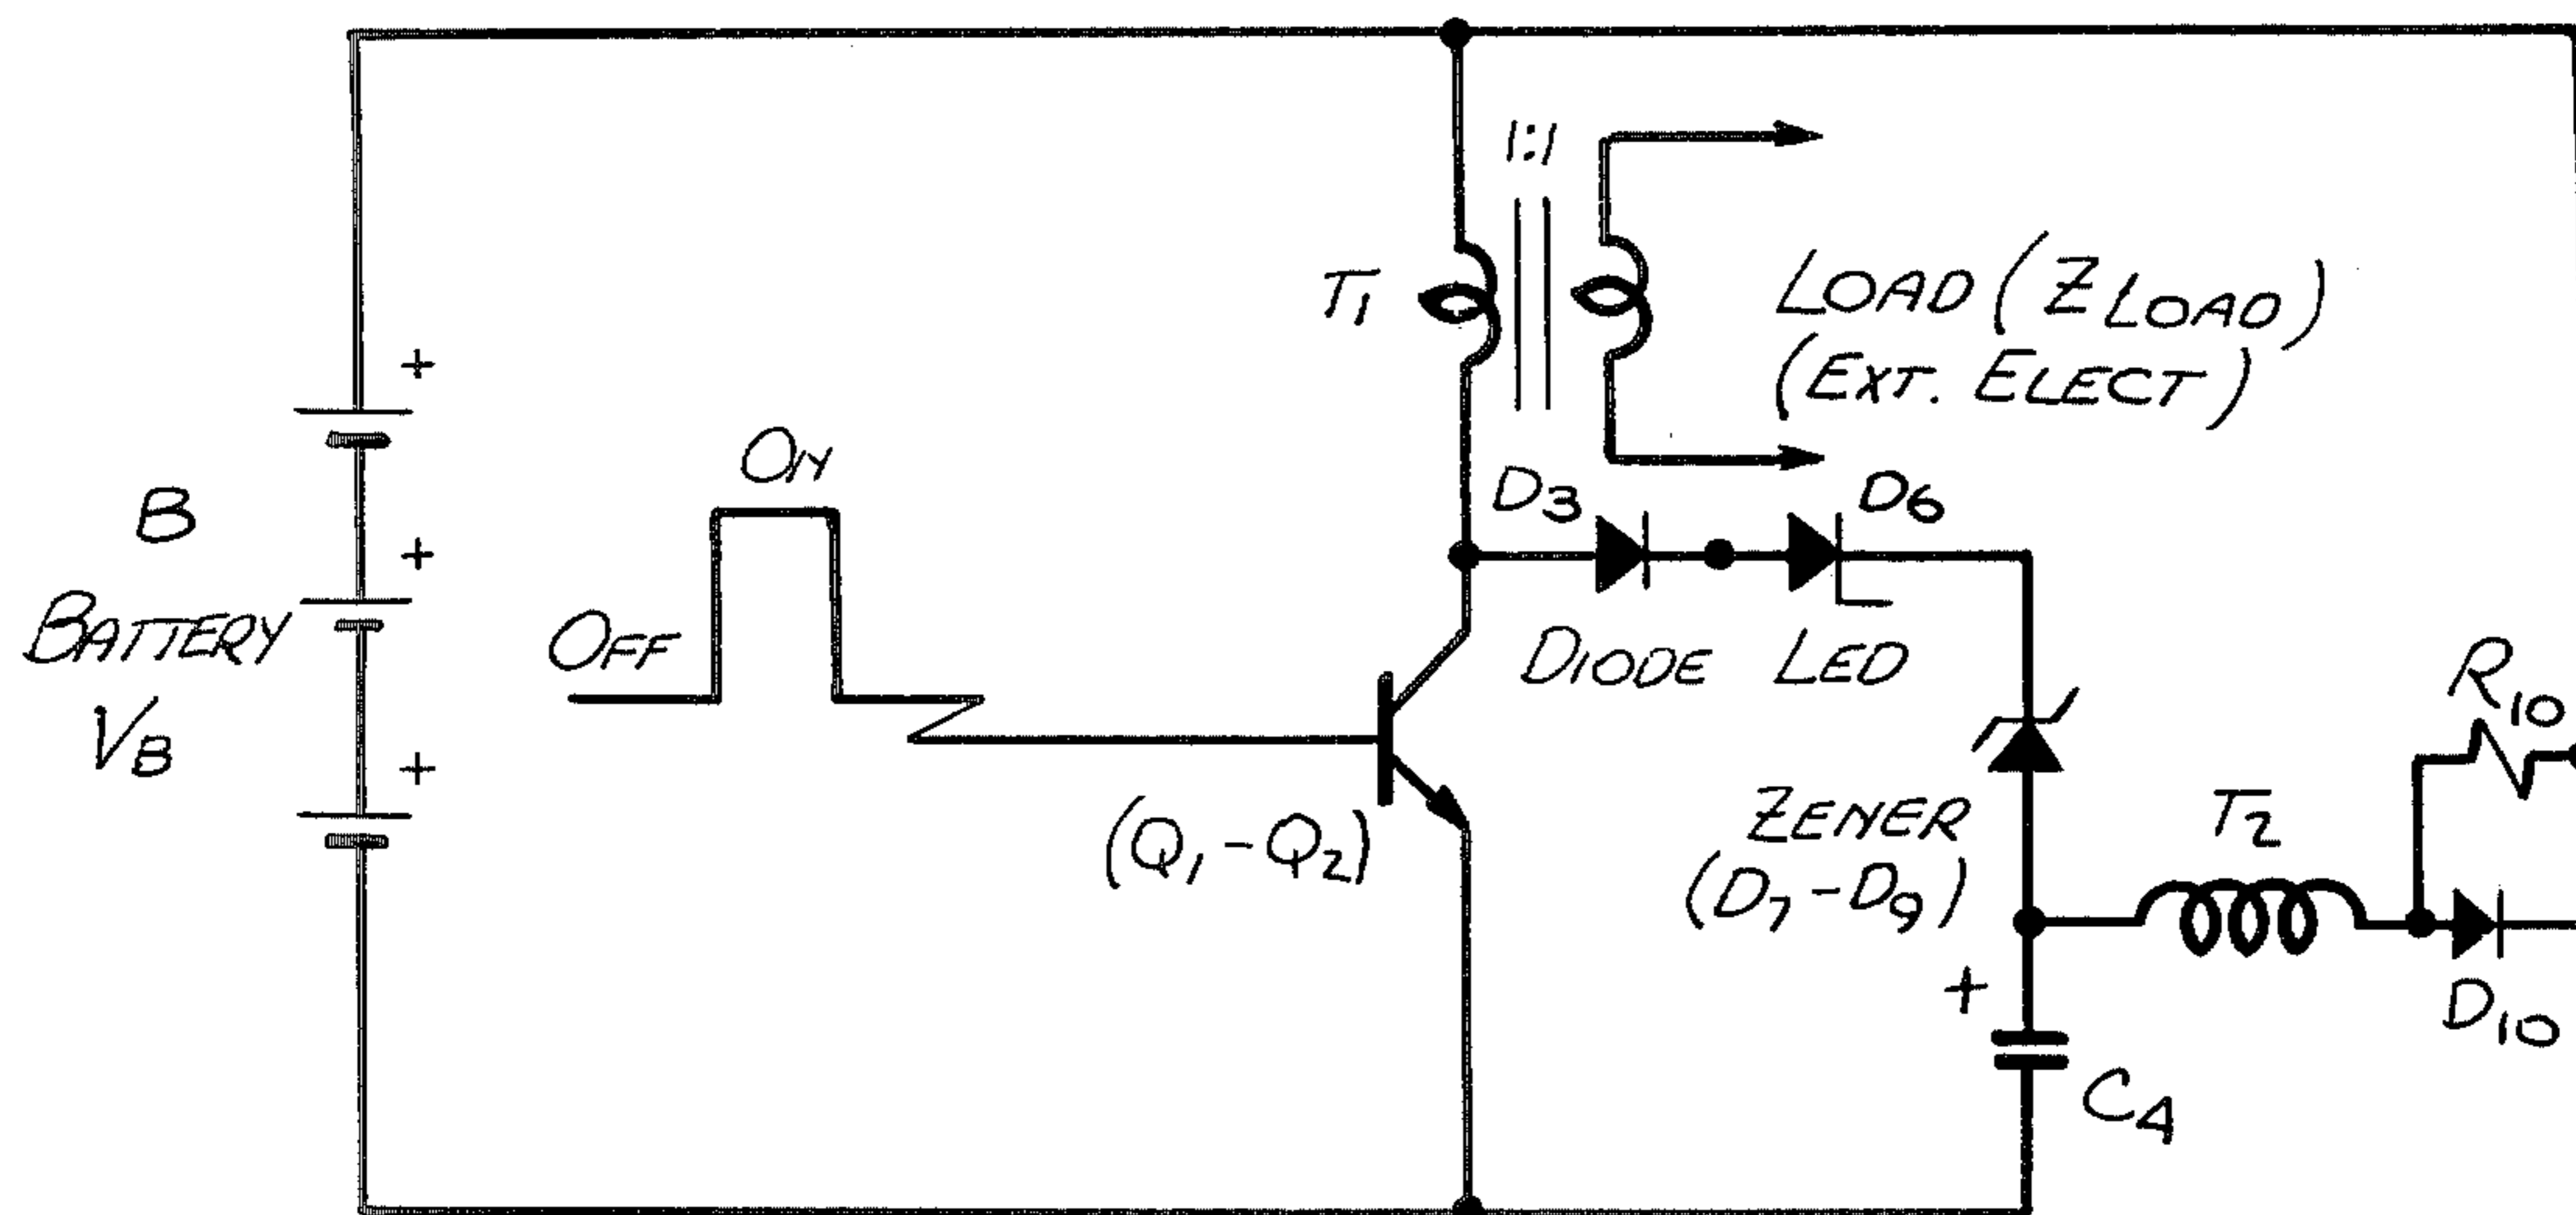 1:1
T1
LOAD (Z LOAD)
(EXT. ELECT)
+
+
+
B
BATTERY
VB
ON
OFF
D3
D6
DIODE LED
(Q1-Q2)
ZENER
(D7-D9)
T2
R10
D10
+
C4